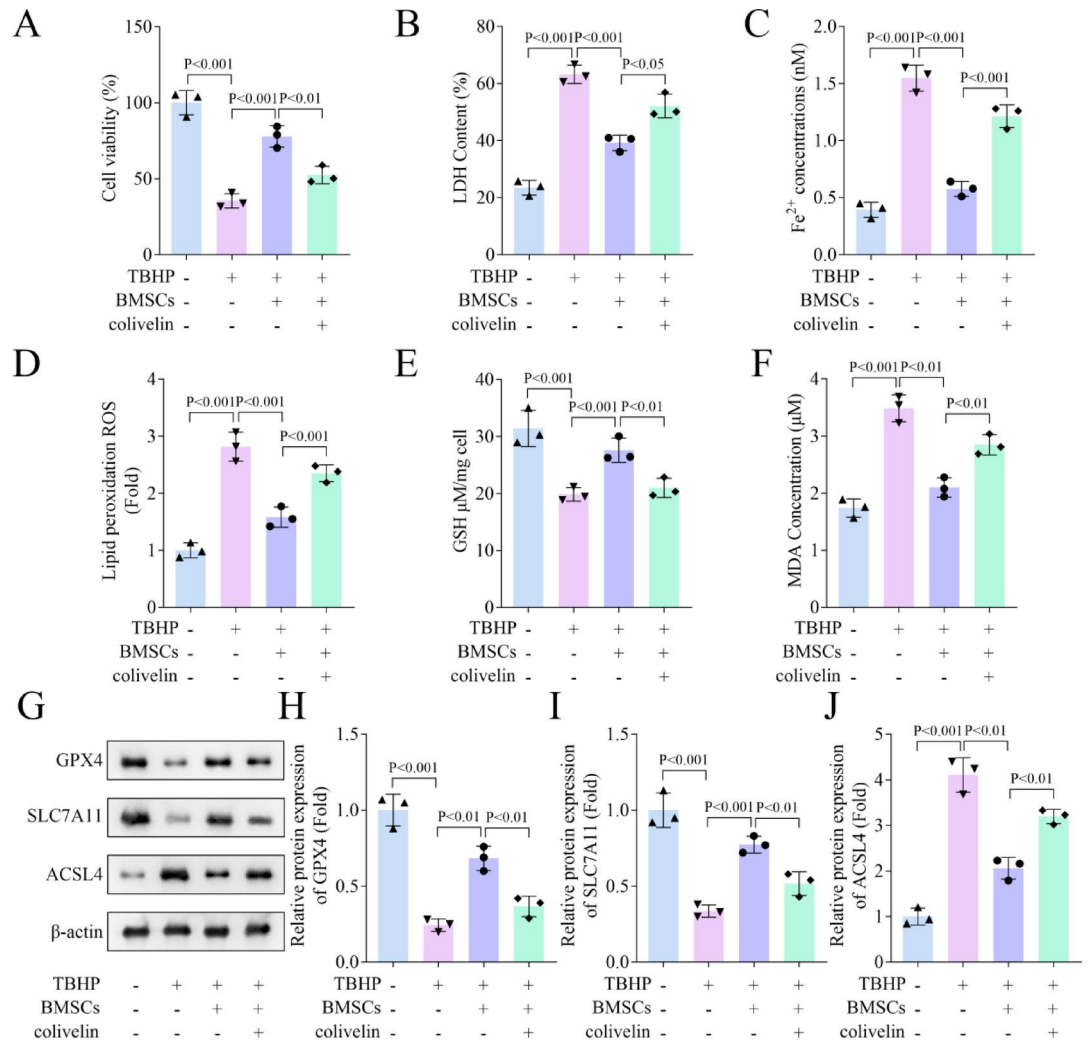 A
Cell viability (%)
150
100
50
0
P<0.001
P<0.001
P<0.01
TBHP - + + +
BMSCs - - + +
colivelin - - - +
B
LDH Content (%)
80
60
40
20
0
P<0.001
P<0.001
P<0.05
TBHP - + + +
BMSCs - - + +
colivelin - - - +
C
Fe²⁺ concentrations (nM)
2.0
1.5
1.0
0.5
0.0
P<0.001
P<0.001
P<0.001
TBHP - + + +
BMSCs - - + +
colivelin - - - +
D
Lipid peroxidation ROS
(Fold)
4
3
2
1
0
P<0.001
P<0.001
P<0.001
TBHP - + + +
BMSCs - - + +
colivelin - - - +
E
GSH μM/mg cell
40
30
20
10
0
P<0.001
P<0.001
P<0.01
TBHP - + + +
BMSCs - - + +
colivelin - - - +
F
MDA Concentration (μM)
4
3
2
1
0
P<0.001
P<0.01
P<0.01
TBHP - + + +
BMSCs - - + +
colivelin - - - +
G
GPX4
SLC7A11
ACSL4
β-actin
TBHP - + + +
BMSCs - - + +
colivelin - - - +
H
Relative protein expression
of GPX4 (Fold)
1.5
1.0
0.5
0.0
P<0.001
P<0.01
P<0.01
TBHP - + + +
BMSCs - - + +
colivelin - - - +
I
Relative protein expression
of SLC7A11 (Fold)
1.5
1.0
0.5
0.0
P<0.001
P<0.001
P<0.01
TBHP - + + +
BMSCs - - + +
colivelin - - - +
J
Relative protein expression
of ACSL4 (Fold)
5
4
3
2
1
0
P<0.001
P<0.01
P<0.01
TBHP - + + +
BMSCs - - + +
colivelin - - - +